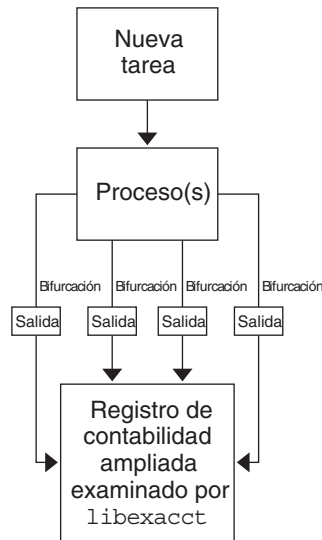 Nueva
tarea
Proceso(s)
Bifurcación Bifurcación Bifurcación Bifurcación
Salida Salida Salida Salida
Registro de
contabilidad
ampliada
examinado por
libexacct